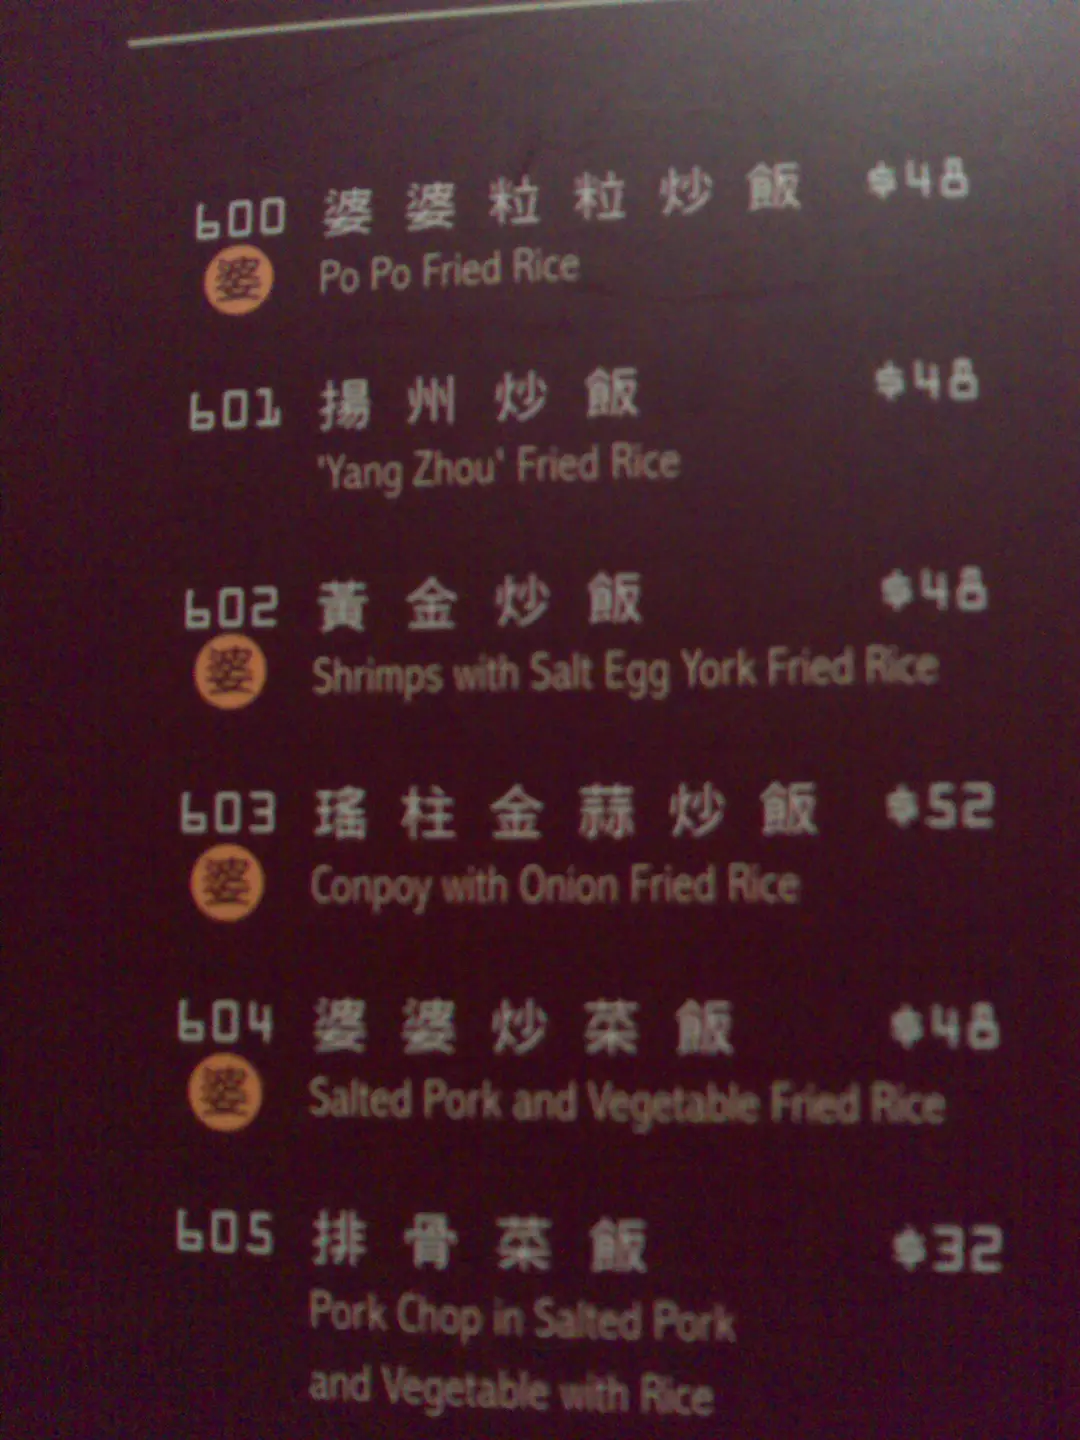 600 婆婆粒粒炒飯 $48
婆 Po Po Fried Rice
601 揚州炒飯 $48
'Yang Zhou' Fried Rice
602 黃金炒飯 $48
婆 Shrimps with Salt Egg York Fried Rice
603 瑤柱金蒜炒飯 $52
婆 Conpoy with Onion Fried Rice
604 婆婆炒菜飯 $48
婆 Salted Pork and Vegetable Fried Rice
605 排骨菜飯 $32
Pork Chop in Salted Pork
and Vegetable with Rice